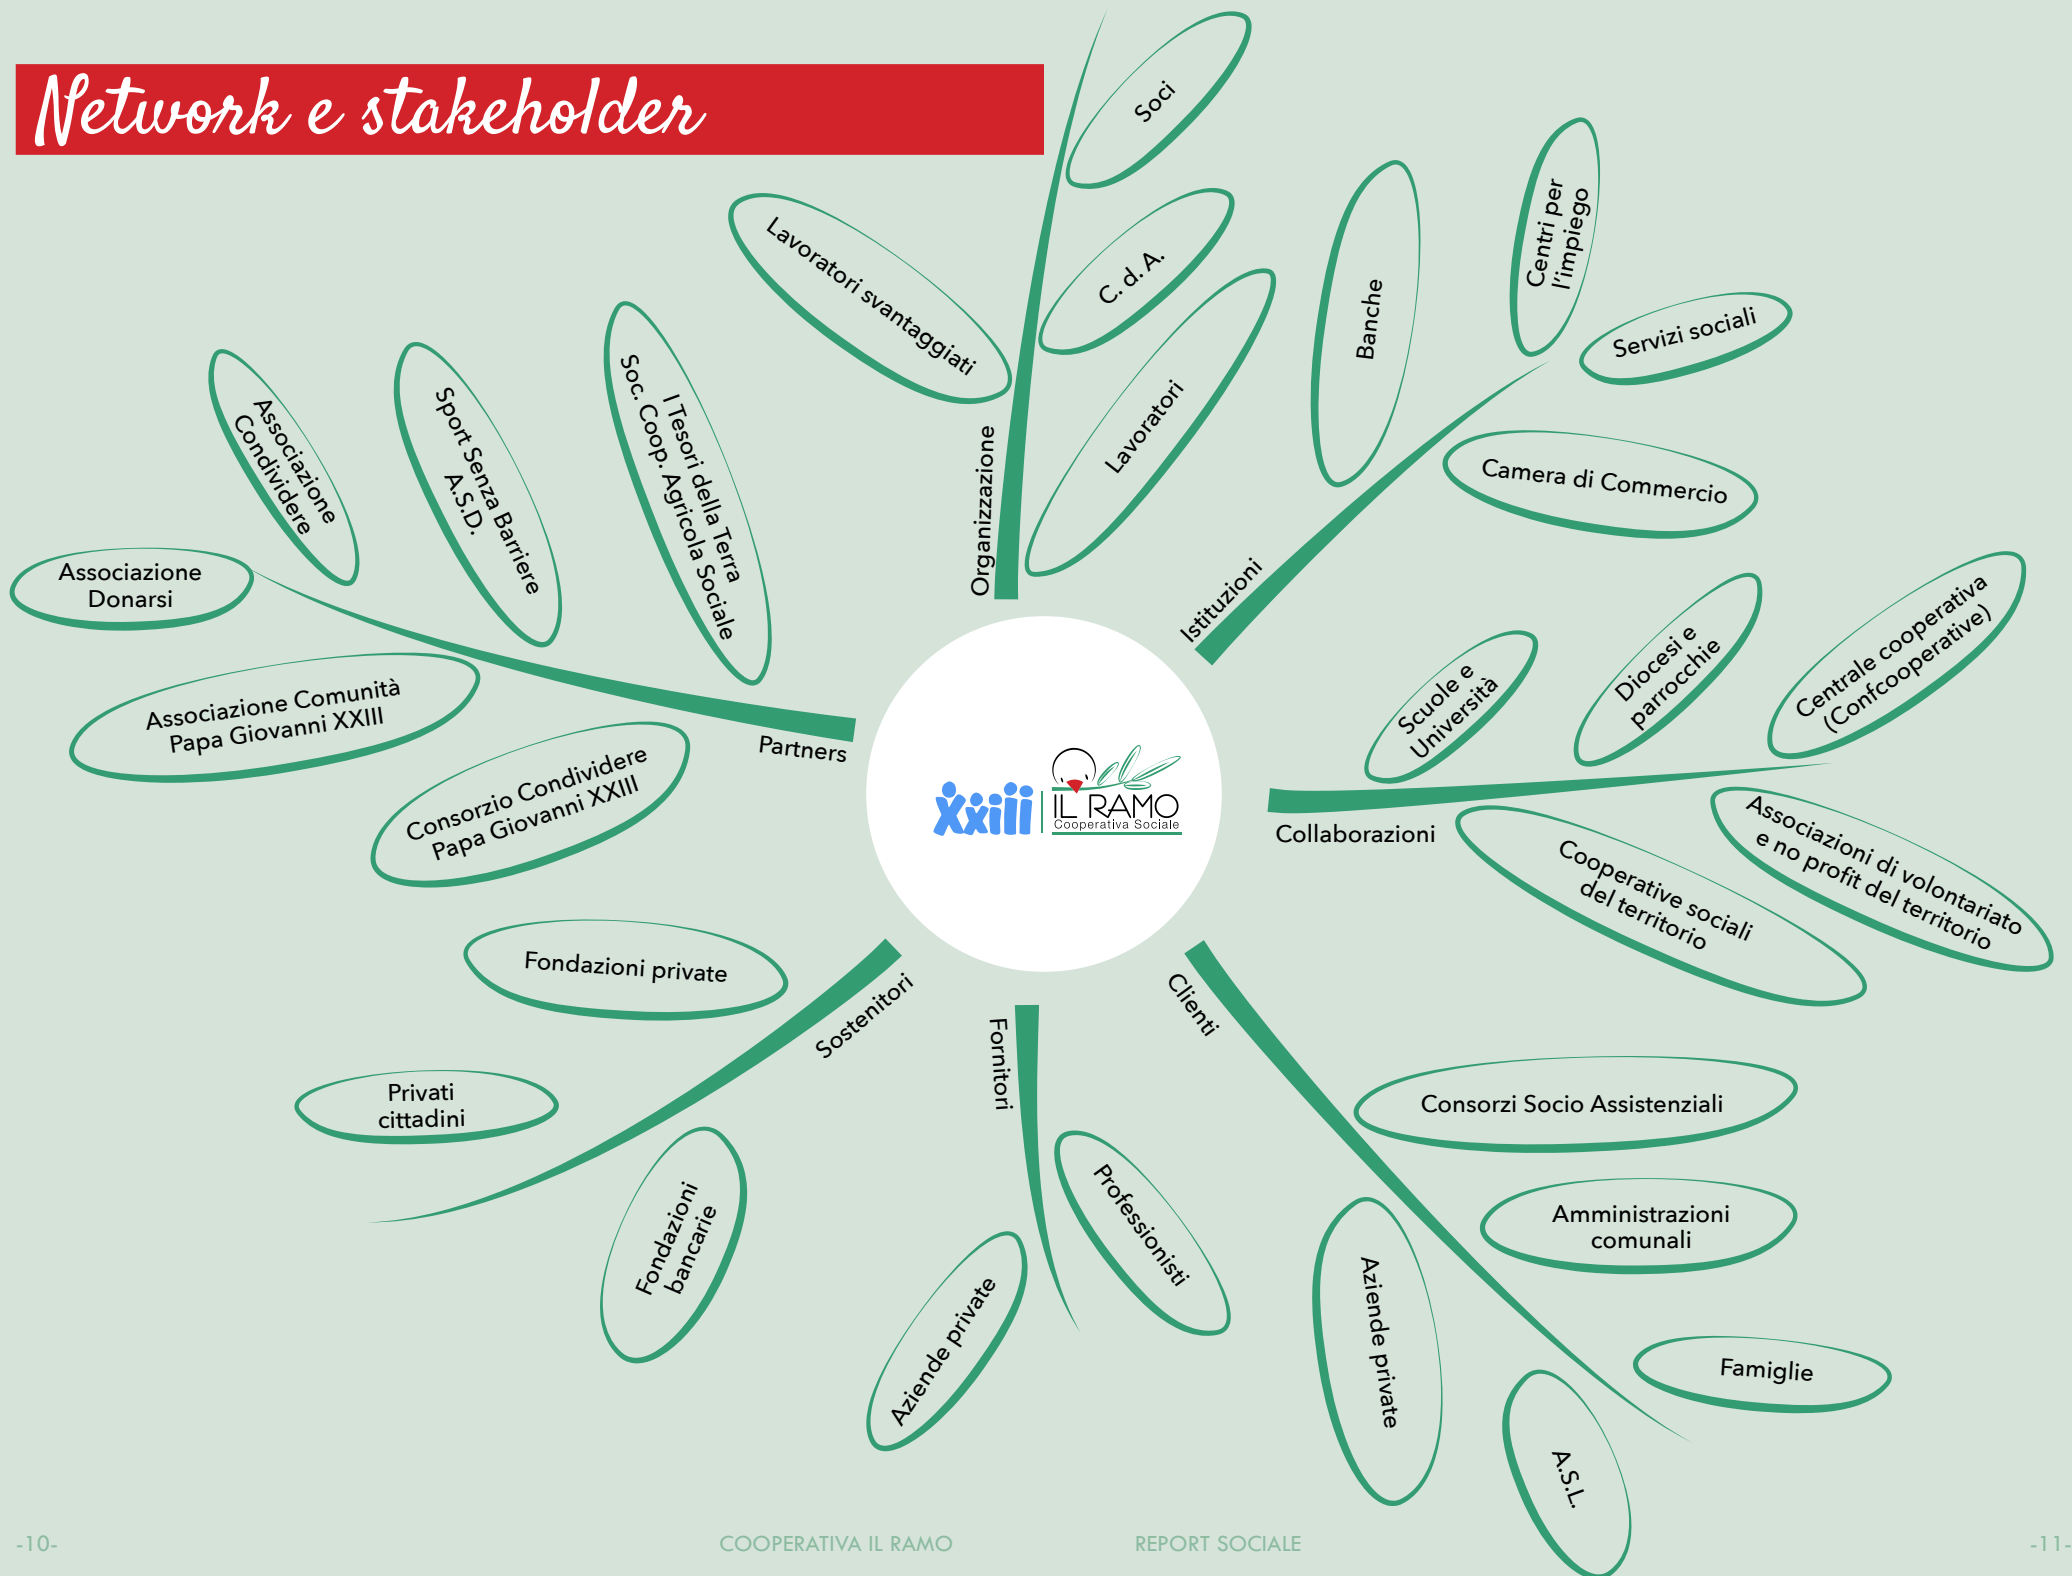 Network e stakeholder
Organizzazione
Soci
C. d. A.
Lavoratori svantaggiati
Lavoratori
Istituzioni
Banche
Centri per
l'impiego
Servizi sociali
Camera di Commercio
Collaborazioni
Scuole e
Università
Diocesi e
parrocchie
Centrale cooperativa
(Confcooperative)
Cooperative sociali
del territorio
Associazioni di volontariato
e no profit del territorio
Clienti
Consorzi Socio Assistenziali
Amministrazioni
comunali
Famiglie
Aziende private
A.S.L.
Fornitori
Professionisti
Aziende private
Sostenitori
Fondazioni private
Privati
cittadini
Fondazioni
bancarie
Partners
I Tesori della Terra
Soc. Coop. Agricola Sociale
Sport Senza Barriere
A.S.D.
Associazione
Condividere
Associazione
Donarsi
Associazione Comunità
Papa Giovanni XXIII
Consorzio Condividere
Papa Giovanni XXIII
Xxiii
IL RAMO
Cooperativa Sociale
-10-
COOPERATIVA IL RAMO
REPORT SOCIALE
-11-